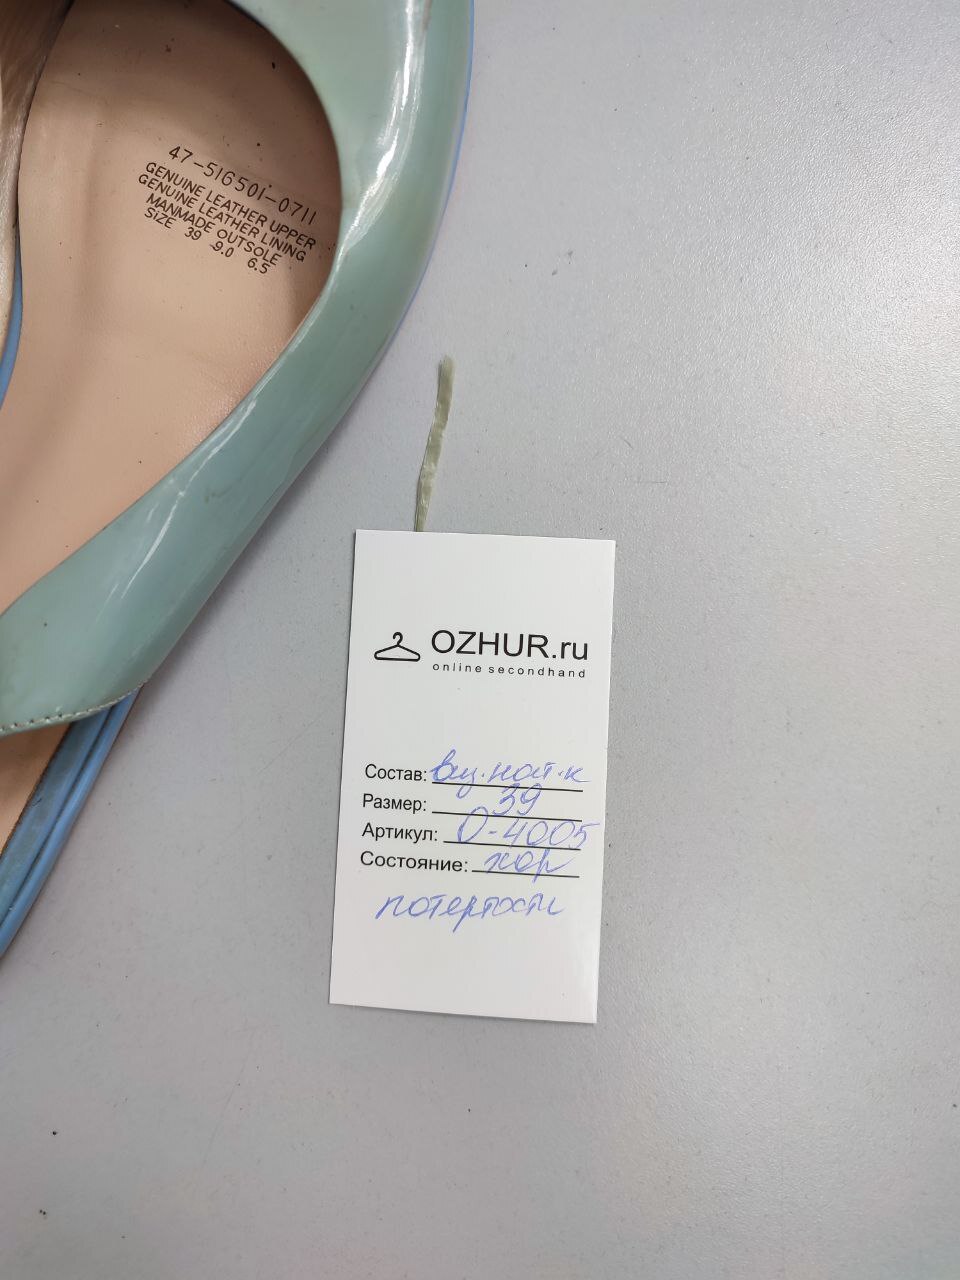 47-516501-0711
GENUINE LEATHER UPPER
GENUINE LEATHER LINING
MANMADE OUTSOLE
SIZE 39 -9.0 6.5
OZHUR.ru
online secondhand
Состав: нат.к
Размер: 39
Артикул: О-4005
Состояние: хор
потертости